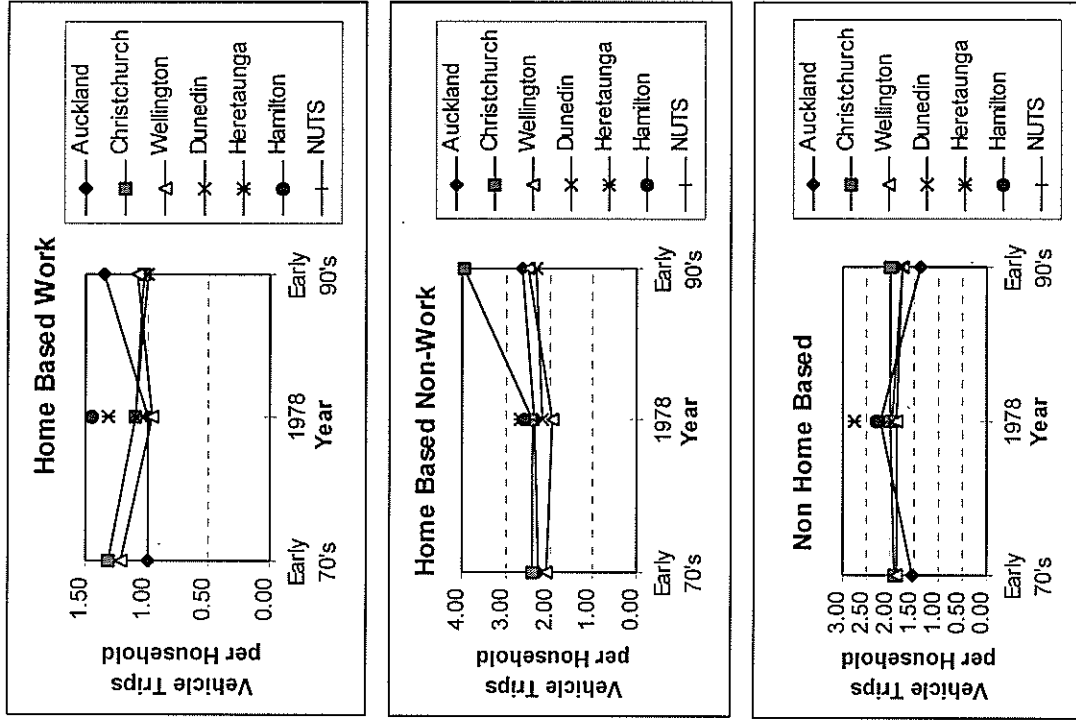 Home Based Work
Vehicle Trips
per Household
1.50
1.00
0.50
0.00
Early
70's
1978
Early
90's
Year
Auckland
Christchurch
Wellington
Dunedin
Heretaunga
Hamilton
NUTS
Home Based Non-Work
Vehicle Trips
per Household
4.00
3.00
2.00
1.00
0.00
Early
70's
1978
Early
90's
Year
Auckland
Christchurch
Wellington
Dunedin
Heretaunga
Hamilton
NUTS
Non Home Based
Vehicle Trips
per Household
3.00
2.50
2.00
1.50
1.00
0.50
0.00
Early
70's
1978
Early
90's
Year
Auckland
Christchurch
Wellington
Dunedin
Heretaunga
Hamilton
NUTS